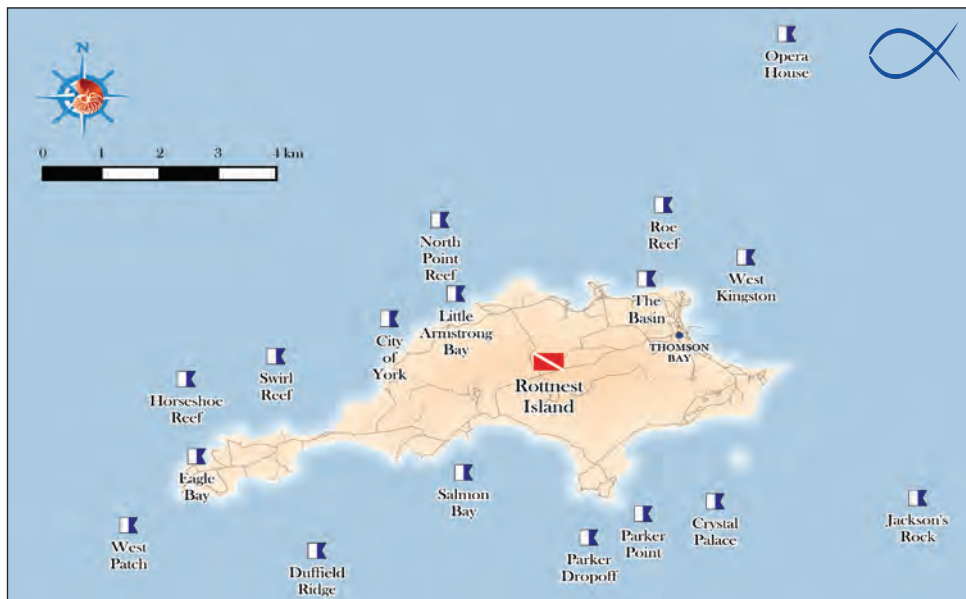 N
0 1 2 3 4 km
Opera
House
Roe
Reef
North
Point
Reef
West
Kingston
The
Basin
Little
Armstrong
Bay
City
of
York
THOMSON
BAY
Swirl
Reef
Rottnest
Island
Horseshoe
Reef
Eagle
Bay
Salmon
Bay
West
Patch
Duffield
Ridge
Parker
Dropoff
Parker
Point
Crystal
Palace
Jackson's
Rock